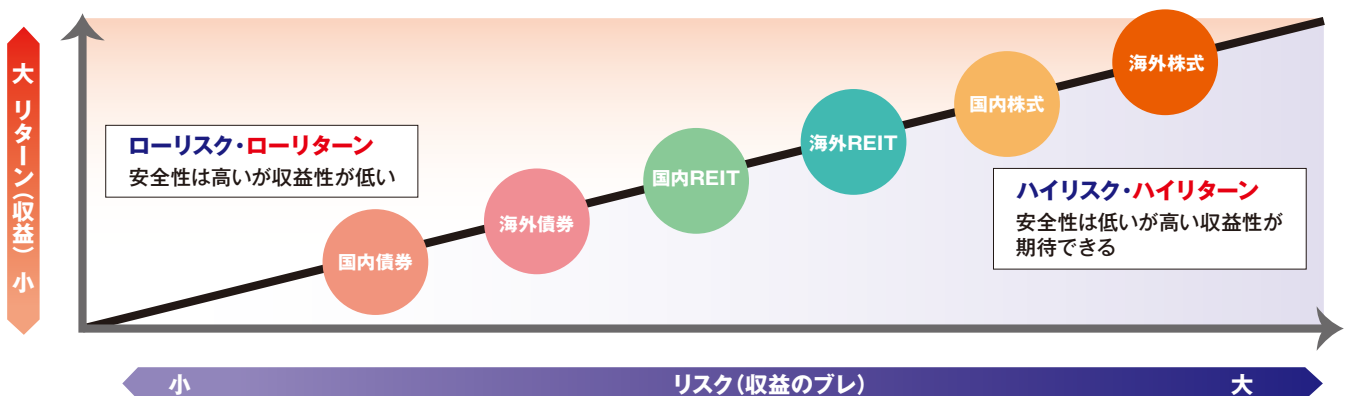 大 リターン(収益) 小
ローリスク・ローリターン
安全性は高いが収益性が低い
国内債券
海外債券
国内REIT
海外REIT
国内株式
海外株式
ハイリスク・ハイリターン
安全性は低いが高い収益性が
期待できる
小 リスク(収益のブレ) 大